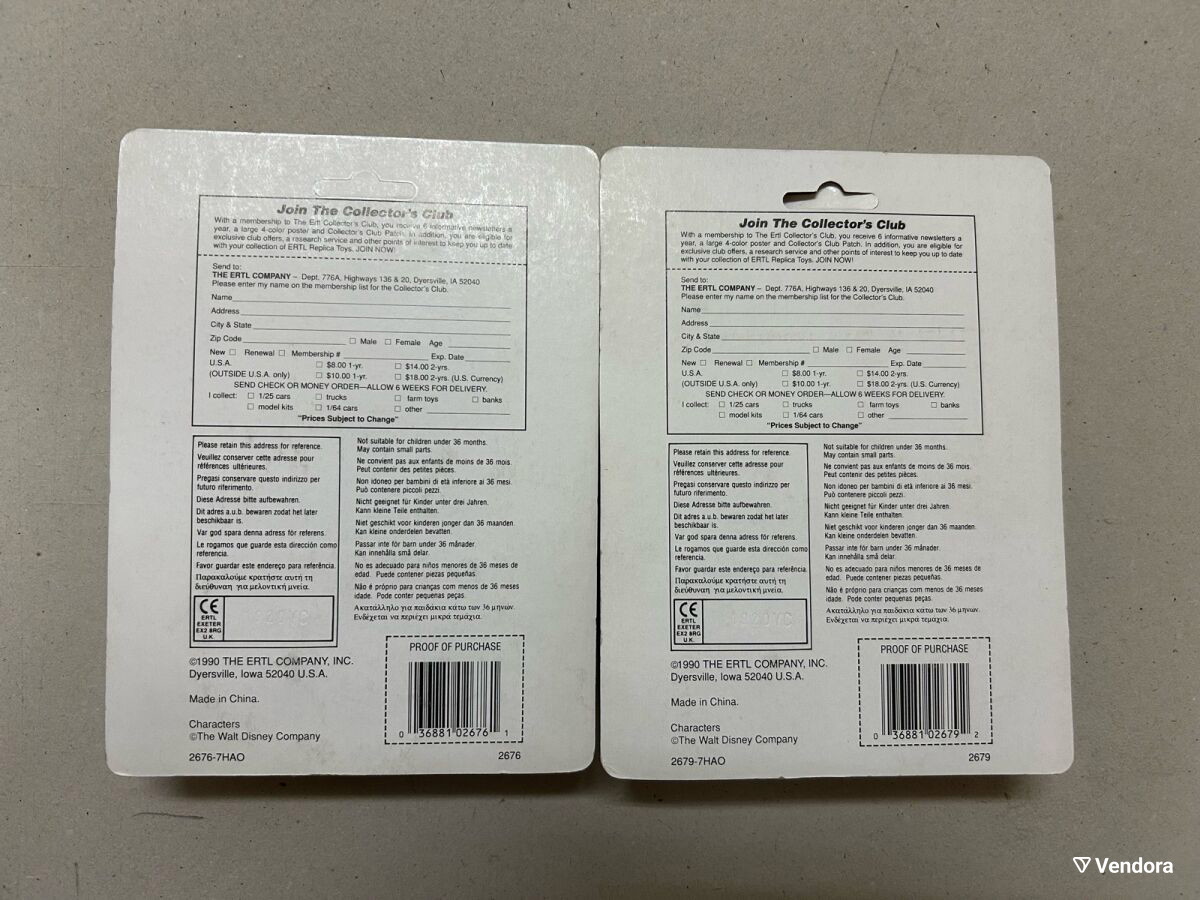 Join The Collector's Club
With a membership to The Ertl Collector's Club, you receive 6 informative newsletters a
year, a large 4-color poster and Collector's Club Patch. In addition, you are eligible for
exclusive club offers, a research service and other points of interest to keep you up to date
with your collection of ERTL Replica Toys. JOIN NOW!
Send to:
THE ERTL COMPANY – Dept. 776A, Highways 136 & 20, Dyersville, IA 52040
Please enter my name on the membership list for the Collector's Club.
Name
Address
City & State
Zip Code □ Male □ Female Age
New □ Renewal □ Membership # Exp. Date
U.S.A. □ $8.00 1-yr. □ $14.00 2-yrs.
(OUTSIDE U.S.A. only) □ $10.00 1-yr. □ $18.00 2-yrs. (U.S. Currency)
SEND CHECK OR MONEY ORDER—ALLOW 6 WEEKS FOR DELIVERY.
I collect: □ 1/25 cars □ trucks □ farm toys □ banks
□ model kits □ 1/64 cars □ other
"Prices Subject to Change"
Please retain this address for reference.
Veuillez conserver cette adresse pour
références ultérieures.
Pregasi conservare questo indirizzo per
futuro riferimento.
Diese Adresse bitte aufbewahren.
Dit adres a.u.b. bewaren zodat het later
beschikbaar is.
Var god spara denna adress för referens.
Le rogamos que guarde esta dirección como
referencia.
Favor guardar este endereço para referência.
Παρακαλούμε κρατήστε αυτή τη
διεύθυναη για μελοντική μνεία.
CE
ERTL
EXETER
EX2 8RG
U.K.
Not suitable for children under 36 months.
May contain small parts.
Ne convient pas aux enfants de moins de 36 mois.
Peut contenir des petites pièces.
Non idoneo per bambini di età inferiore ai 36 mesi.
Può contenere piccoli pezzi.
Nicht geeignet für Kinder unter drei Jahren.
Kann kleine Teile enthalten.
Niet geschikt voor kinderen jonger dan 36 maanden.
Kan kleine onderdelen bevatten.
Passar inte för barn under 36 månader.
Kan innehålla små delar.
No es adecuado para niños menores de 36 meses de
edad. Puede contener piezas pequeñas.
Não é próprio para crianças com menos de 36 meses
idade. Pode conter pequenas peças.
Ακατάλληλο για παιδάκια κάτω των 36 μηνων.
Ενδέχεται να περιέχει μικρά τεμαχια.
©1990 THE ERTL COMPANY, INC.
Dyersville, Iowa 52040 U.S.A.
Made in China.
Characters
©The Walt Disney Company
2676-7HAO
PROOF OF PURCHASE
0 36881 02676 1
2676
Join The Collector's Club
With a membership to The Ertl Collector's Club, you receive 6 informative newsletters a
year, a large 4-color poster and Collector's Club Patch. In addition, you are eligible for
exclusive club offers, a research service and other points of interest to keep you up to date
with your collection of ERTL Replica Toys. JOIN NOW!
Send to:
THE ERTL COMPANY – Dept. 776A, Highways 136 & 20, Dyersville, IA 52040
Please enter my name on the membership list for the Collector's Club.
Name
Address
City & State
Zip Code □ Male □ Female Age
New □ Renewal □ Membership # Exp. Date
U.S.A. □ $8.00 1-yr. □ $14.00 2-yrs.
(OUTSIDE U.S.A. only) □ $10.00 1-yr. □ $18.00 2-yrs. (U.S. Currency)
SEND CHECK OR MONEY ORDER—ALLOW 6 WEEKS FOR DELIVERY.
I collect: □ 1/25 cars □ trucks □ farm toys □ banks
□ model kits □ 1/64 cars □ other
"Prices Subject to Change"
Please retain this address for reference.
Veuillez conserver cette adresse pour
références ultérieures.
Pregasi conservare questo indirizzo per
futuro riferimento.
Diese Adresse bitte aufbewahren.
Dit adres a.u.b. bewaren zodat het later
beschikbaar is.
Var god spara denna adress för referens.
Le rogamos que guarde esta dirección como
referencia.
Favor guardar este endereço para referência.
Παρακαλούμε κρατήστε αυτή τη
διεύθυναη για μελοντική μνεία.
CE
ERTL
EXETER
EX2 8RG
U.K.
Not suitable for children under 36 months.
May contain small parts.
Ne convient pas aux enfants de moins de 36 mois.
Peut contenir des petites pièces.
Non idoneo per bambini di età inferiore ai 36 mesi.
Può contenere piccoli pezzi.
Nicht geeignet für Kinder unter drei Jahren.
Kann kleine Teile enthalten.
Niet geschikt voor kinderen jonger dan 36 maanden.
Kan kleine onderdelen bevatten.
Passar inte för barn under 36 månader.
Kan innehålla små delar.
No es adecuado para niños menores de 36 meses de
edad. Puede contener piezas pequeñas.
Não é próprio para crianças com menos de 36 meses
idade. Pode conter pequenas peças.
Ακατάλληλο για παιδάκια κάτω των 36 μηνων.
Ενδέχεται να περιέχει μικρά τεμαχια.
©1990 THE ERTL COMPANY, INC.
Dyersville, Iowa 52040 U.S.A.
Made in China.
Characters
©The Walt Disney Company
2679-7HAO
PROOF OF PURCHASE
0 36881 02679 2
2679
Vendora